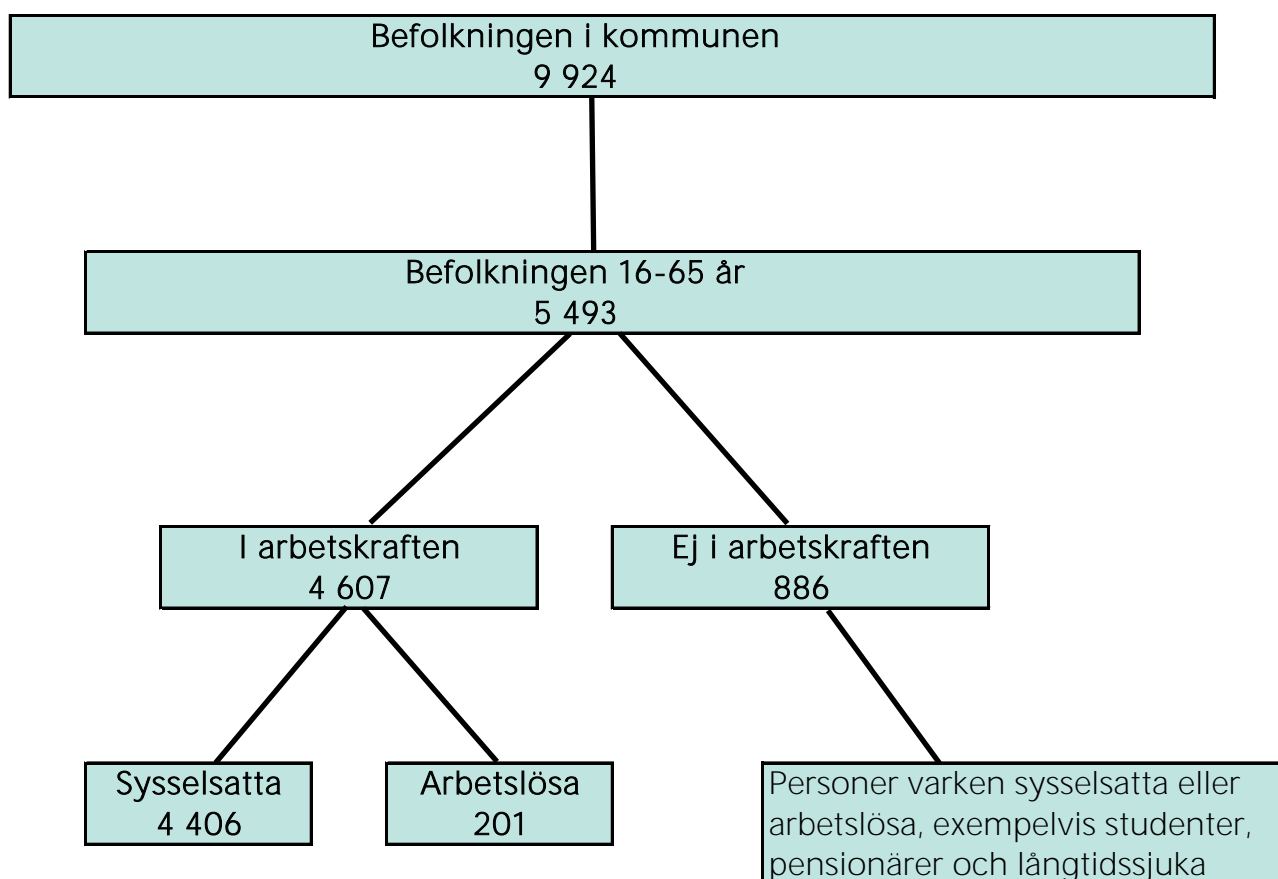 Befolkningen i kommunen
9 924
Befolkningen 16-65 år
5 493
I arbetskraften
4 607
Ej i arbetskraften
886
Sysselsatta
4 406
Arbetslösa
201
Personer varken sysselsatta eller
arbetslösa, exempelvis studenter,
pensionärer och långtidssjuka